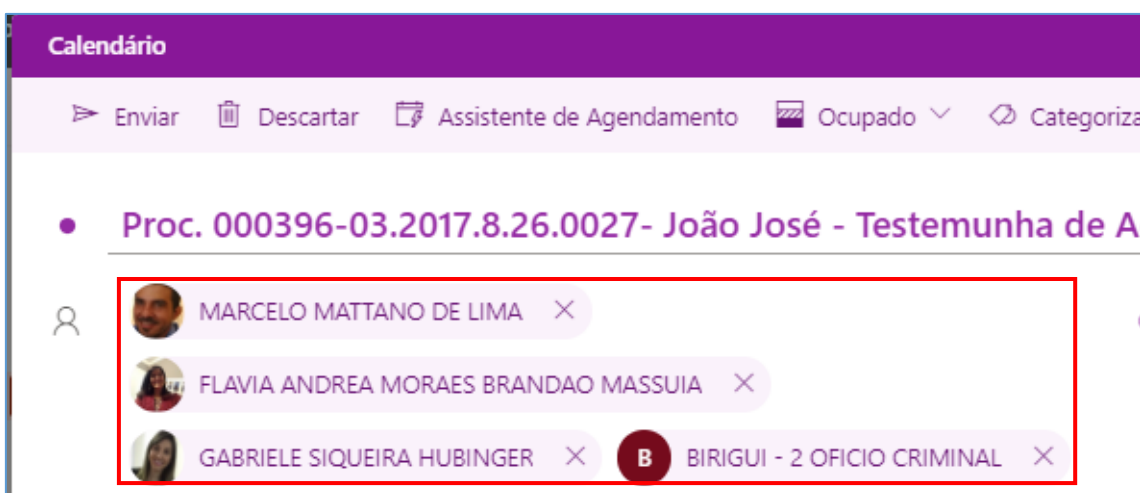 Calendário
Enviar Descartar Assistente de Agendamento Ocupado Categoriza
Proc. 000396-03.2017.8.26.0027- João José - Testemunha de A
MARCELO MATTANO DE LIMA
FLAVIA ANDREA MORAES BRANDAO MASSUIA
GABRIELE SIQUEIRA HUBINGER B BIRIGUI - 2 OFICIO CRIMINAL